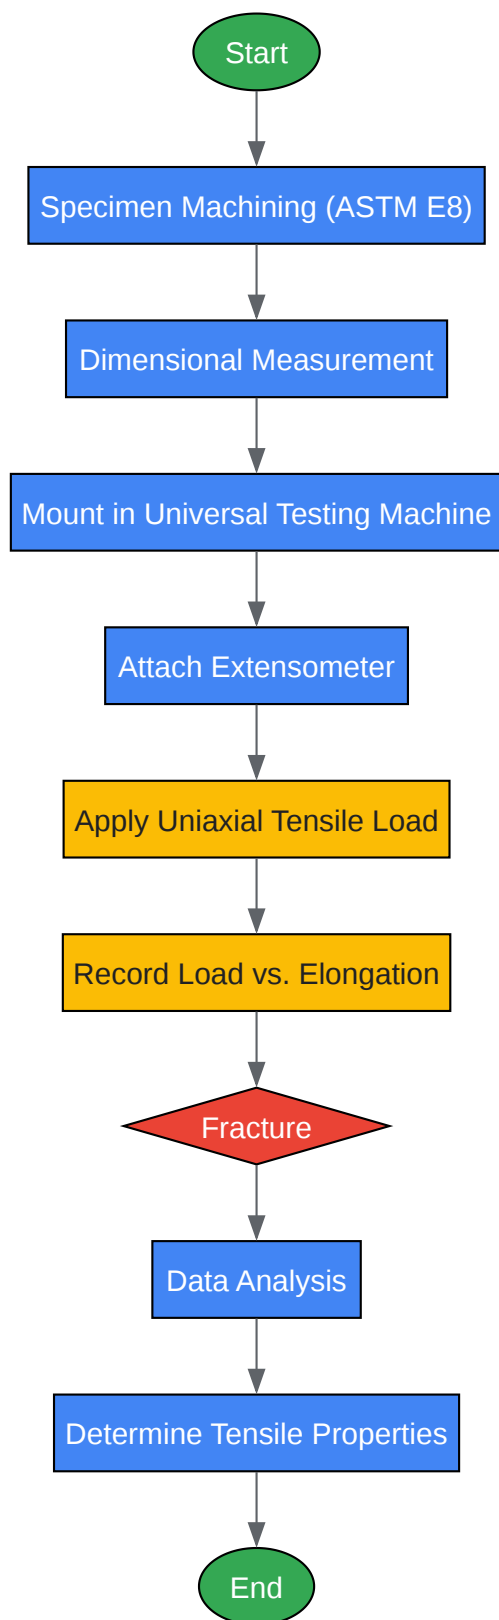 Start
Specimen Machining (ASTM E8)
Dimensional Measurement
Mount in Universal Testing Machine
Attach Extensometer
Apply Uniaxial Tensile Load
Record Load vs. Elongation
Fracture
Data Analysis
Determine Tensile Properties
End